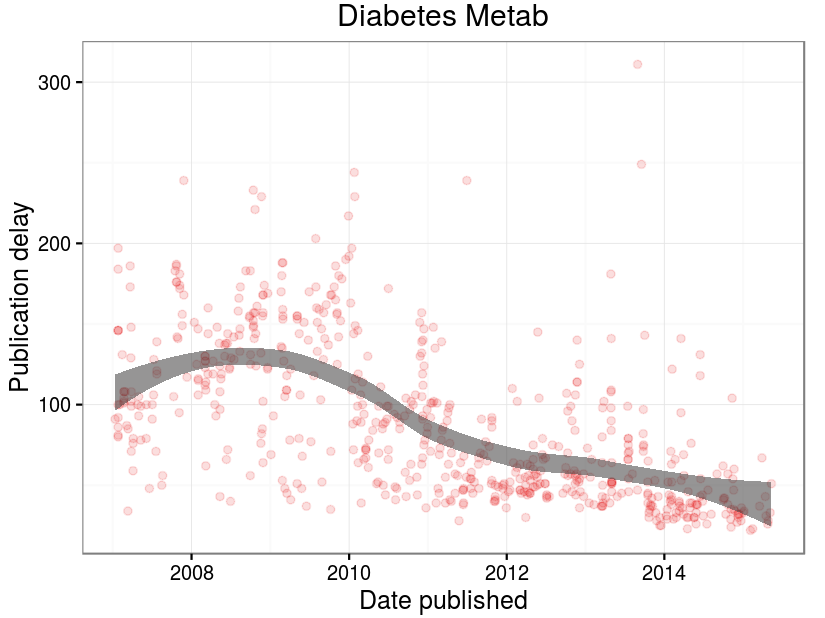 Diabetes Metab
Publication delay
300
200
100
2008 2010 2012 2014
Date published